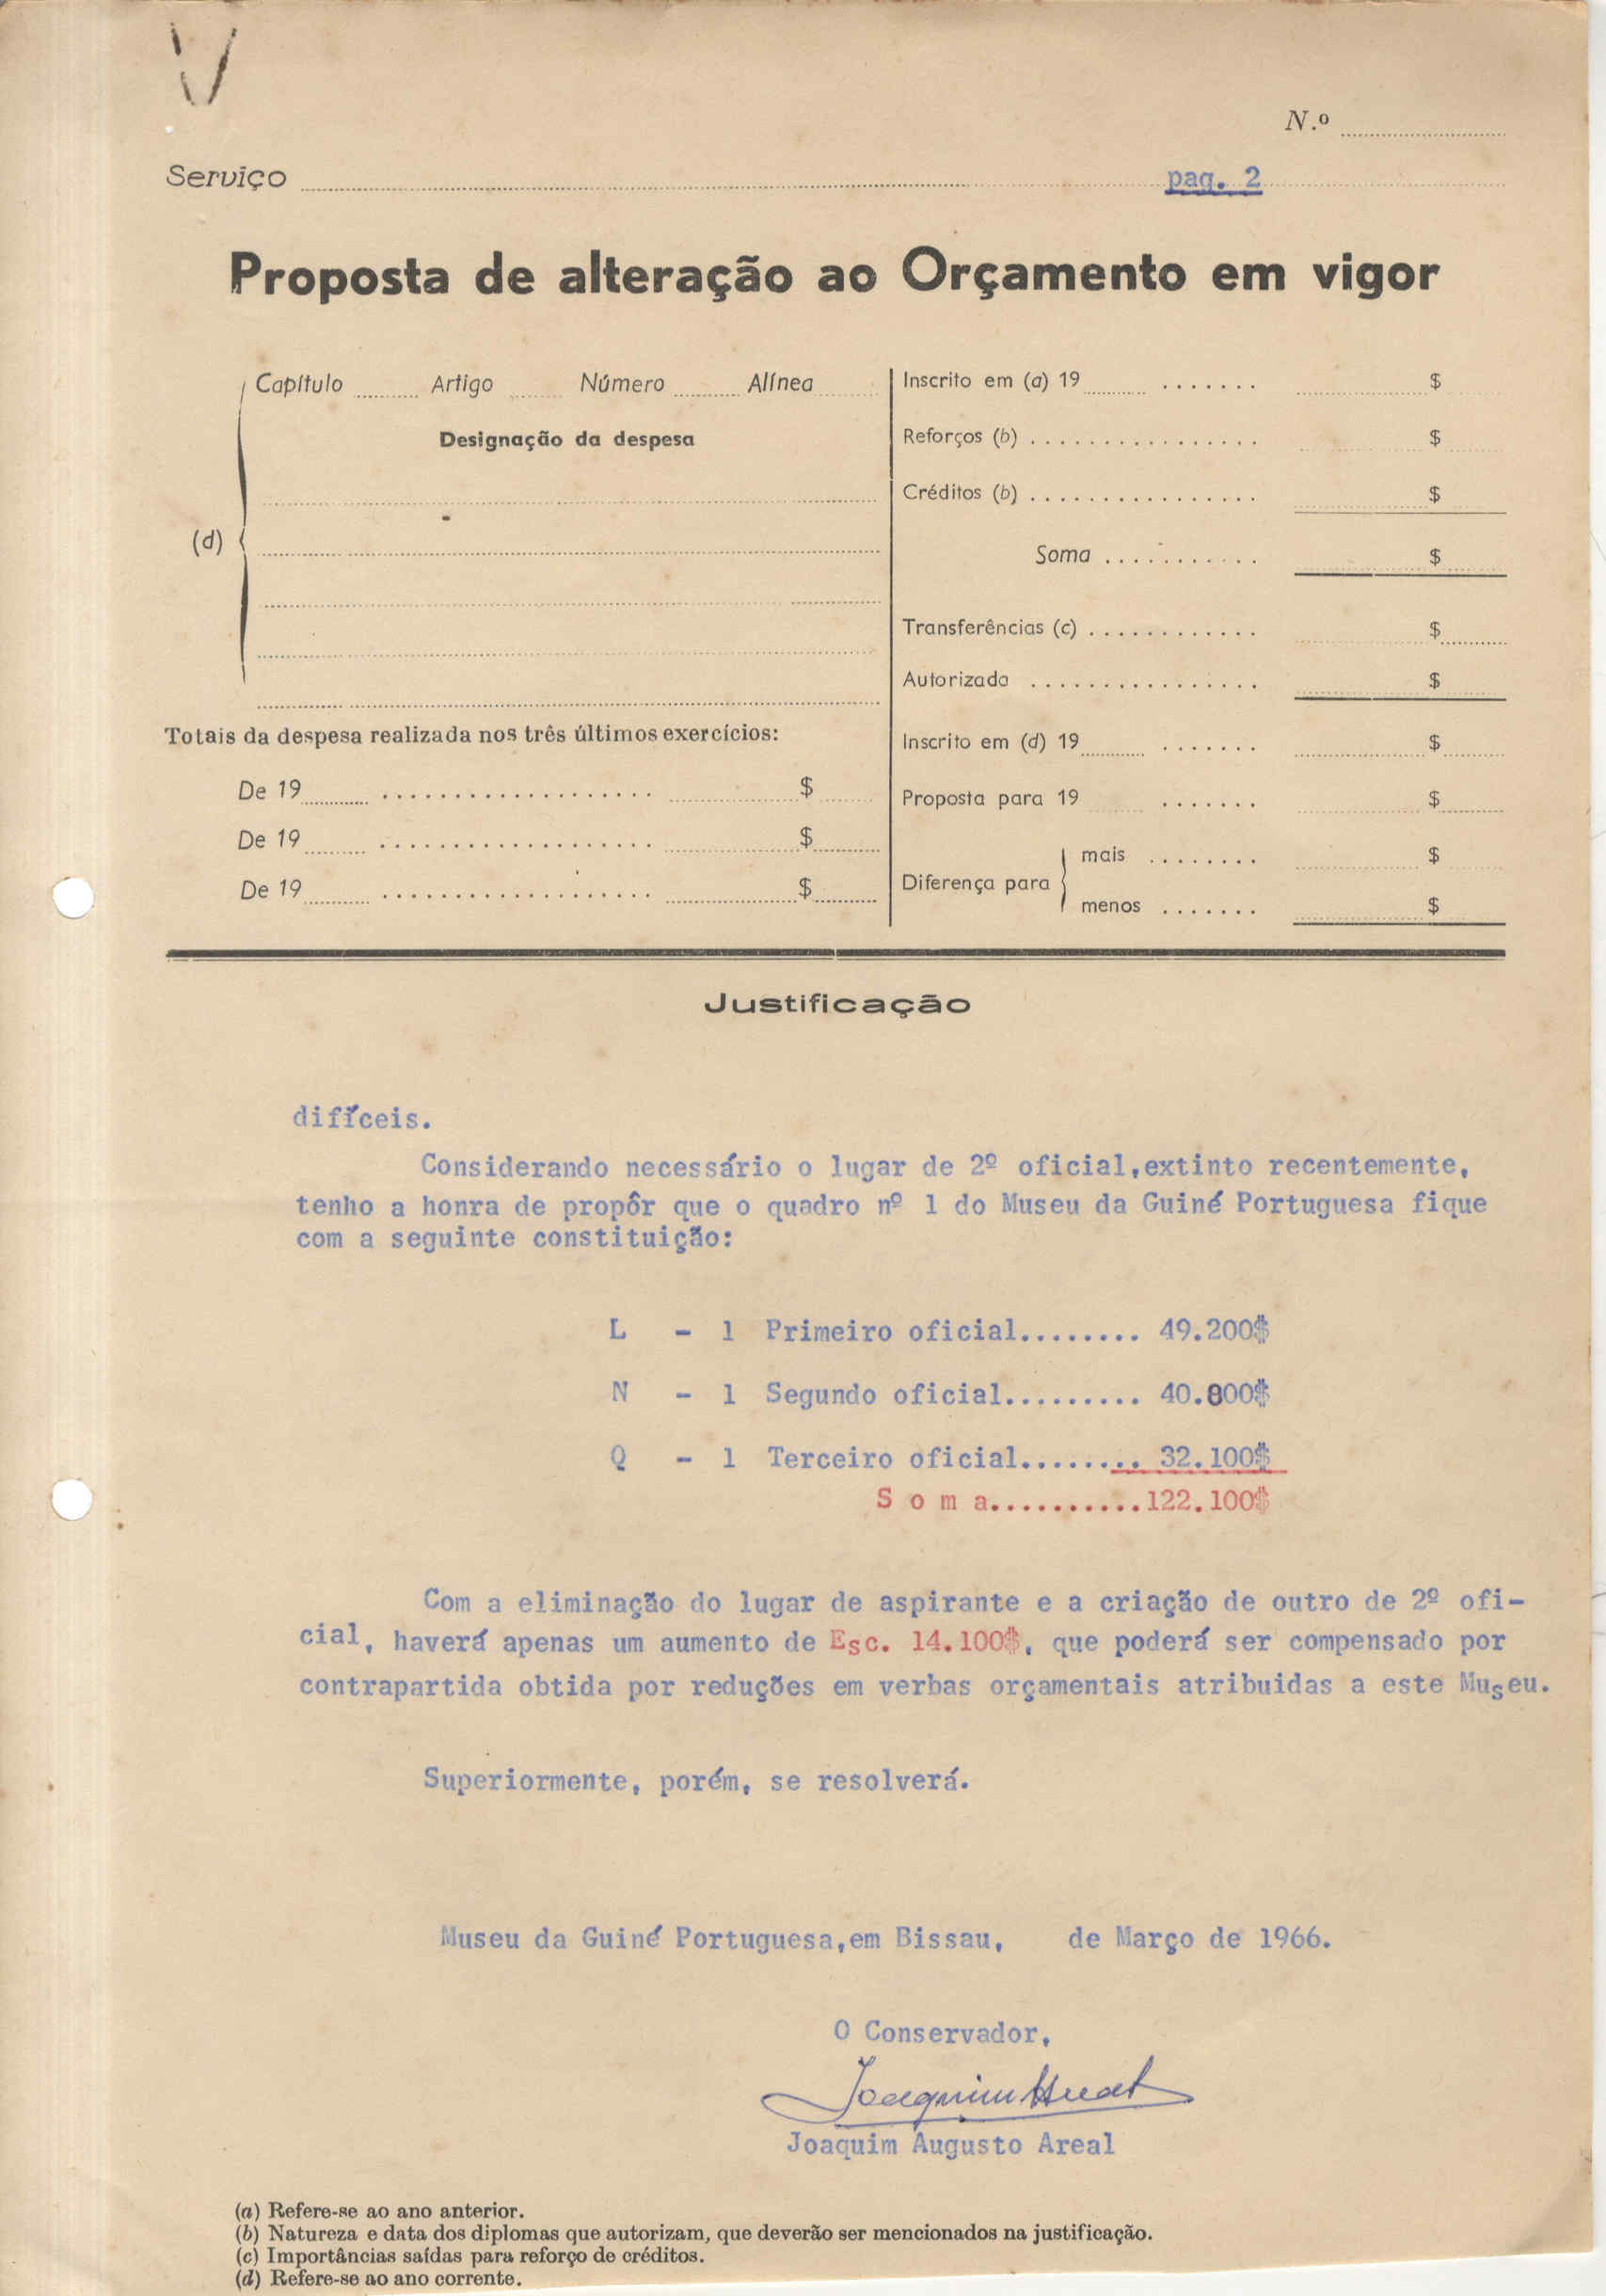 N.º
Serviço pag. 2
Proposta de alteração ao Orçamento em vigor
Capítulo Artigo Número Alínea
Designação da despesa
(d)
Totais da despesa realizada nos três últimos exercícios:
De 19 $
De 19 $
De 19 $
Inscrito em (a) 19 $
Reforços (b) $
Créditos (b) $
Soma $
Transferências (c) $
Autorizado $
Inscrito em (d) 19 $
Proposta para 19 $
Diferença para
mais $
menos $
Justificação
difíceis.
Considerando necessário o lugar de 2º oficial,extinto recentemente,
tenho a honra de propôr que o quadro nº 1 do Museu da Guiné Portuguesa fique
com a seguinte constituição:
L - 1 Primeiro oficial........ 49.200$
N - 1 Segundo oficial......... 40.800$
Q - 1 Terceiro oficial........ 32.100$
S o m a..........122.100$
Com a eliminação do lugar de aspirante e a criação de outro de 2º ofi-
cial, haverá apenas um aumento de Esc. 14.100$, que poderá ser compensado por
contrapartida obtida por reduções em verbas orçamentais atribuidas a este Museu.
Superiormente, porém, se resolverá.
Museu da Guiné Portuguesa,em Bissau, de Março de 1966.
O Conservador,
Joaquim Areal
Joaquim Augusto Areal
(a) Refere-se ao ano anterior.
(b) Natureza e data dos diplomas que autorizam, que deverão ser mencionados na justificação.
(c) Importâncias saídas para reforço de créditos.
(d) Refere-se ao ano corrente.